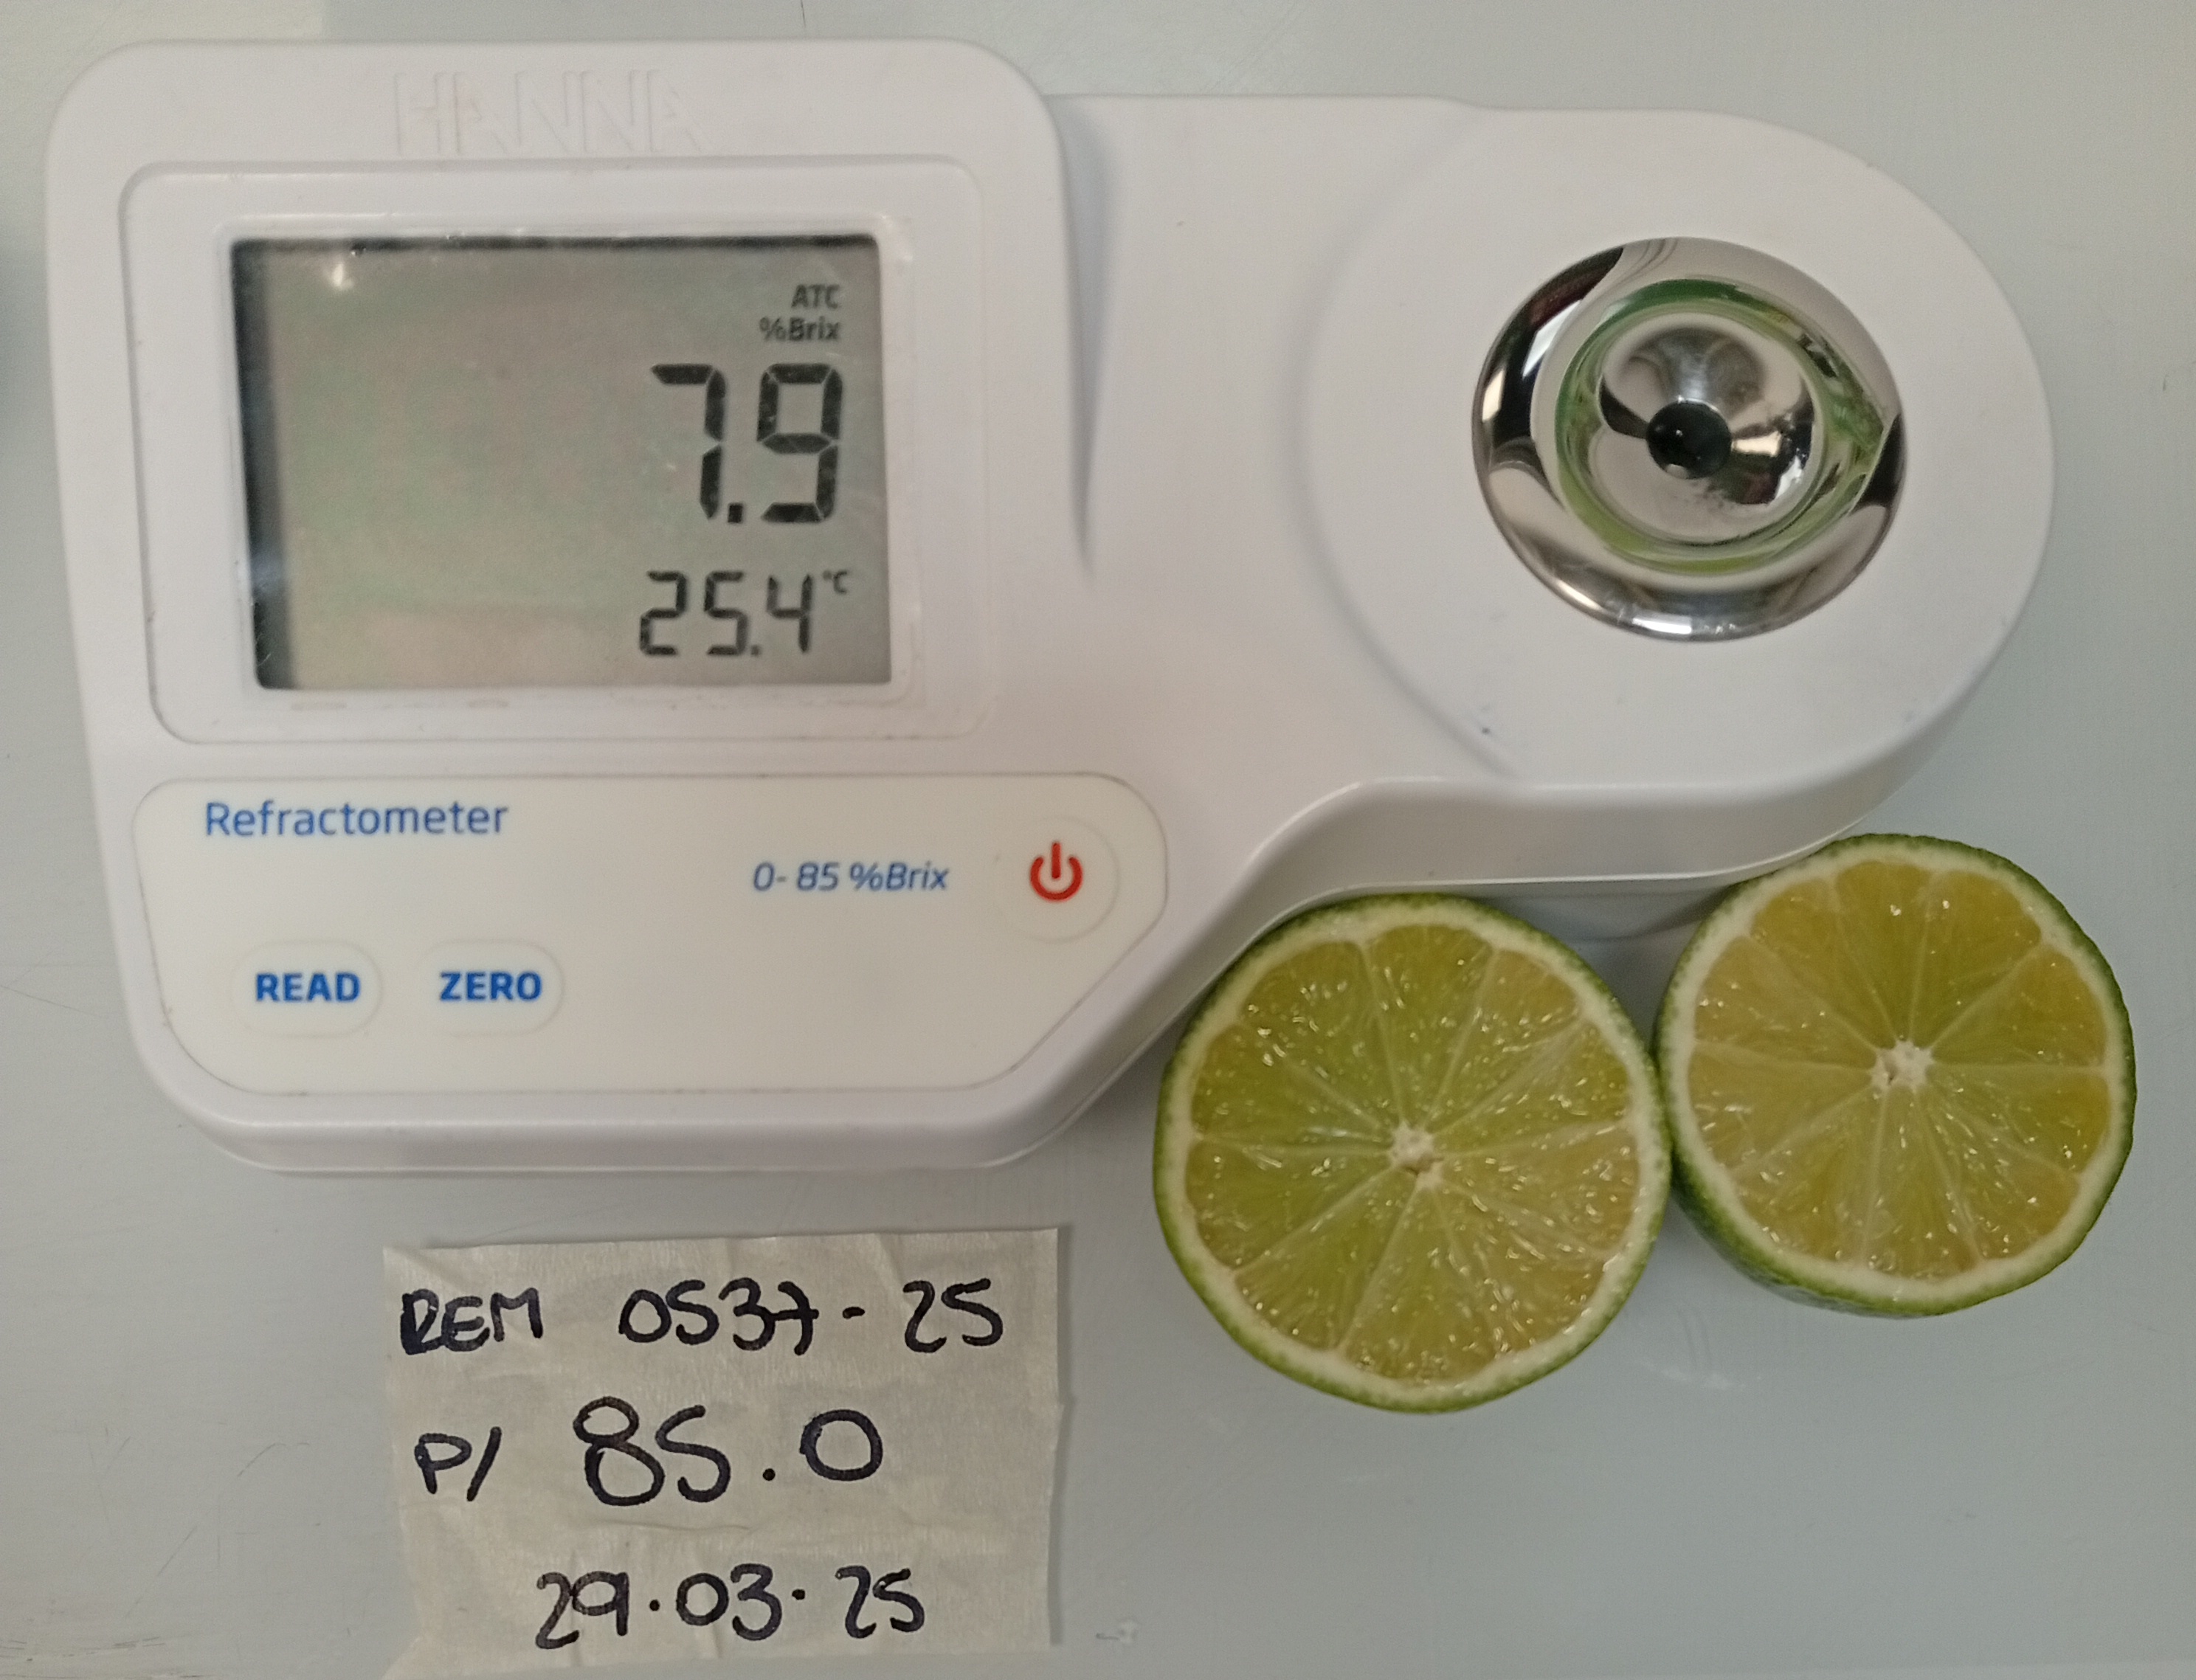 HANNA
ATC
%Brix
7.9
25.4°C
Refractometer
0-85 %Brix
READ ZERO
REM 0537-25
P/ 85.0
29.03.25